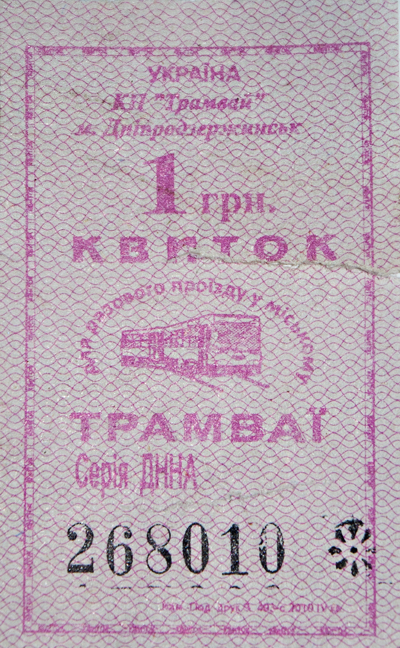 УКРАЇНА
КП "Трамвай"
м. Дніпродзержинськ
1 грн.
КВИТОК
для разового проїзду у міському
ТРАМВАЇ
Серія ДННА
268010